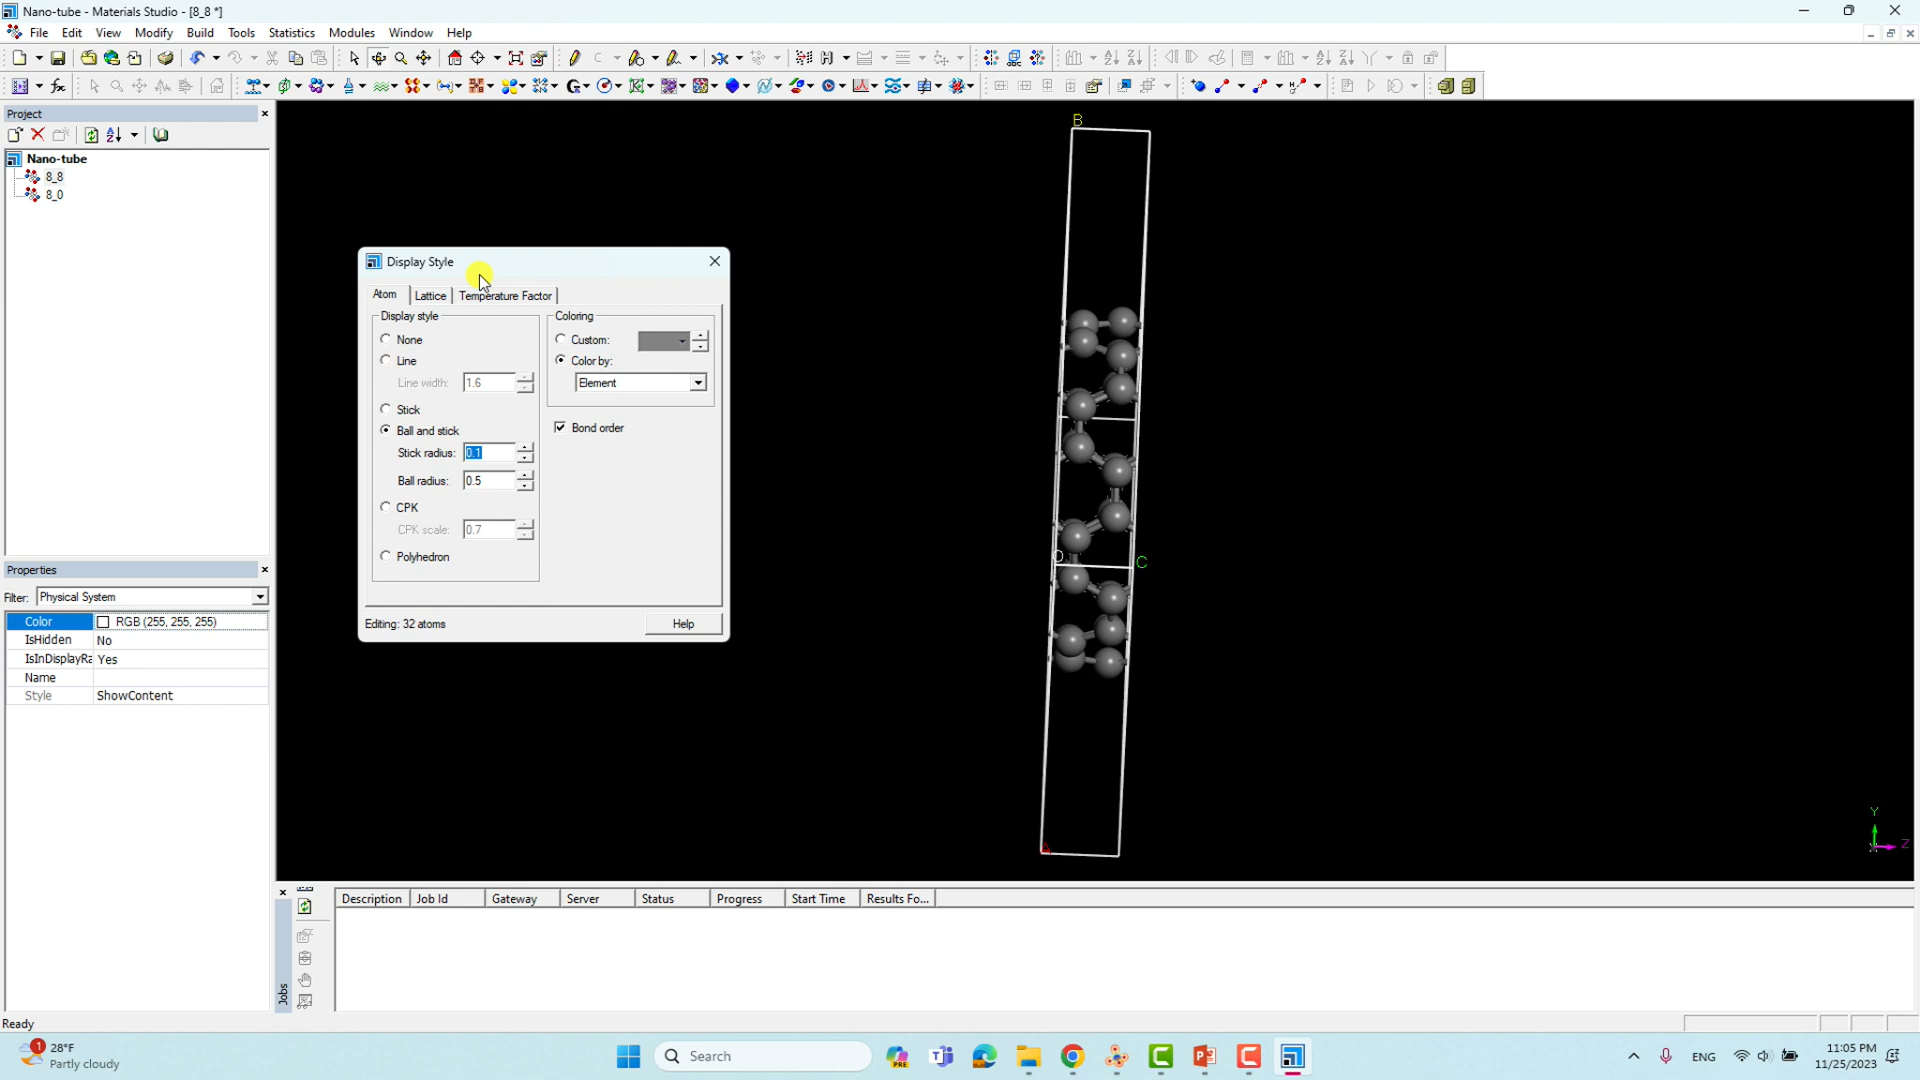 Nano-tube - Materials Studio - [8_8 *]
File Edit View Modify Build Tools Statistics Modules Window Help
Project
Nano-tube
8_8
8_0
Properties
Filter: Physical System
Color RGB (255, 255, 255)
IsHidden No
IsInDisplayRa Yes
Name
Style ShowContent
B
O
C
A
Y
X
Z
Display Style
Atom Lattice Temperature Factor
Display style
None
Line
Line width: 1.6
Stick
Ball and stick
Stick radius: 0.1
Ball radius: 0.5
CPK
CPK scale: 0.7
Polyhedron
Coloring
Custom:
Color by:
Element
Bond order
Editing: 32 atoms
Help
Jobs
Description Job Id Gateway Server Status Progress Start Time Results Fo...
Ready
1
28°F
Partly cloudy
Search
PRE
ENG
11:05 PM
11/25/2023